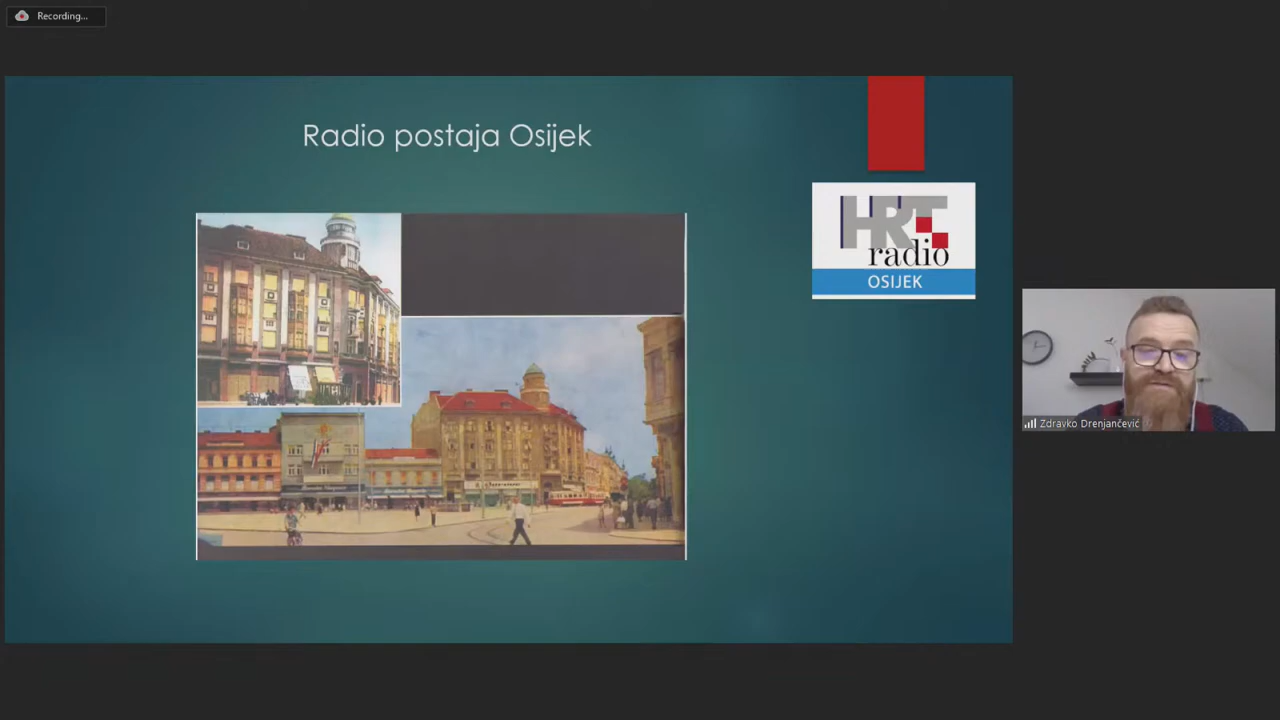 Recording...
Radio postaja Osijek
HRT
radio
OSIJEK
Zdravko Drenjančević